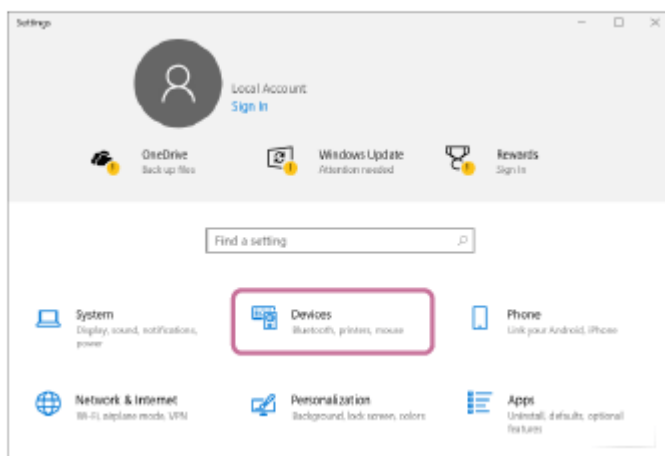 Settings
Local Account
Sign In
OneDrive
Back up files
Windows Update
Attention needed
Rewards
Sign In
Find a setting
System
Display, sound, notifications,
power
Devices
Bluetooth, printers, mouse
Phone
Link your Android, iPhone
Network & Internet
Wi-Fi, airplane mode, VPN
Personalization
Background, lock screen, colors
Apps
Uninstall, defaults, optional
features